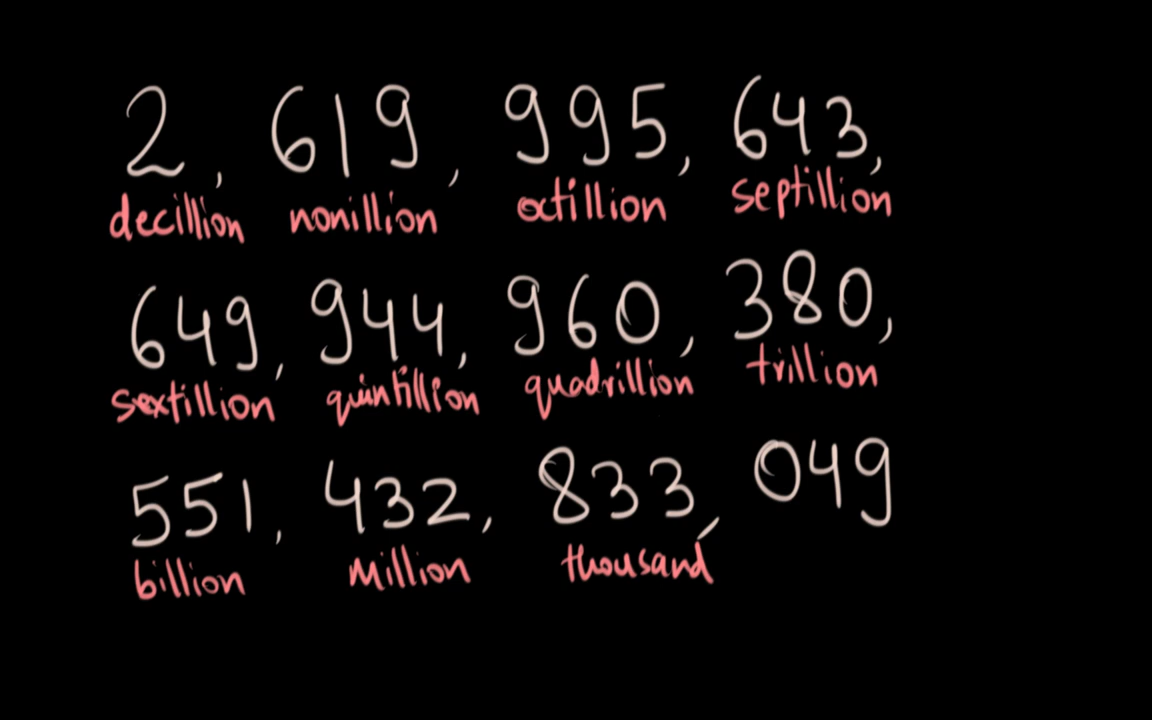 2, 619, 995, 643,
decillion nonillion octillion septillion
649, 944, 960, 380,
sextillion quintillion quadrillion trillion
551, 432, 833, 049
billion Million thousand